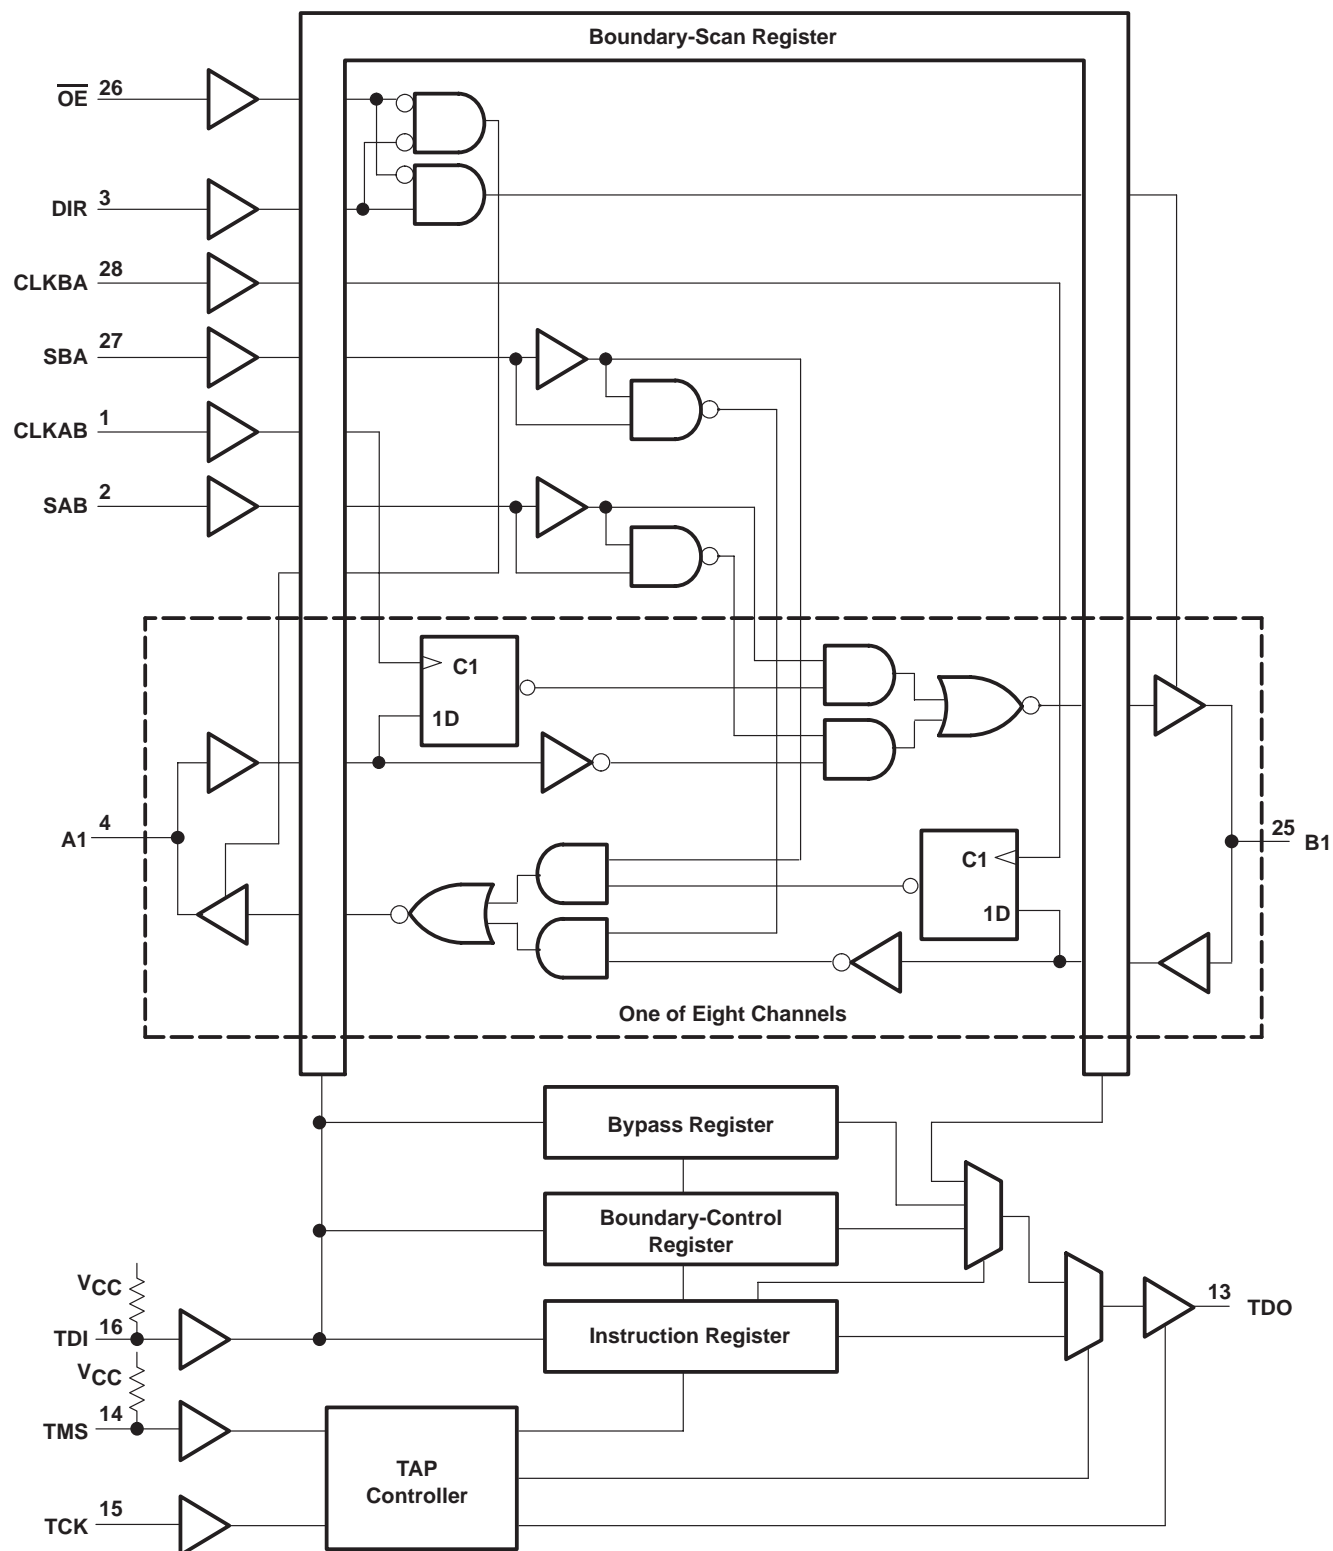 Boundary-Scan Register
OE 26
DIR 3
CLKBA 28
SBA 27
CLKAB 1
SAB 2
C1
1D
A1 4
C1
1D
25 B1
One of Eight Channels
Bypass Register
Boundary-Control
Register
VCC
TDI 16
Instruction Register
13 TDO
VCC
TMS 14
TAP
Controller
TCK 15